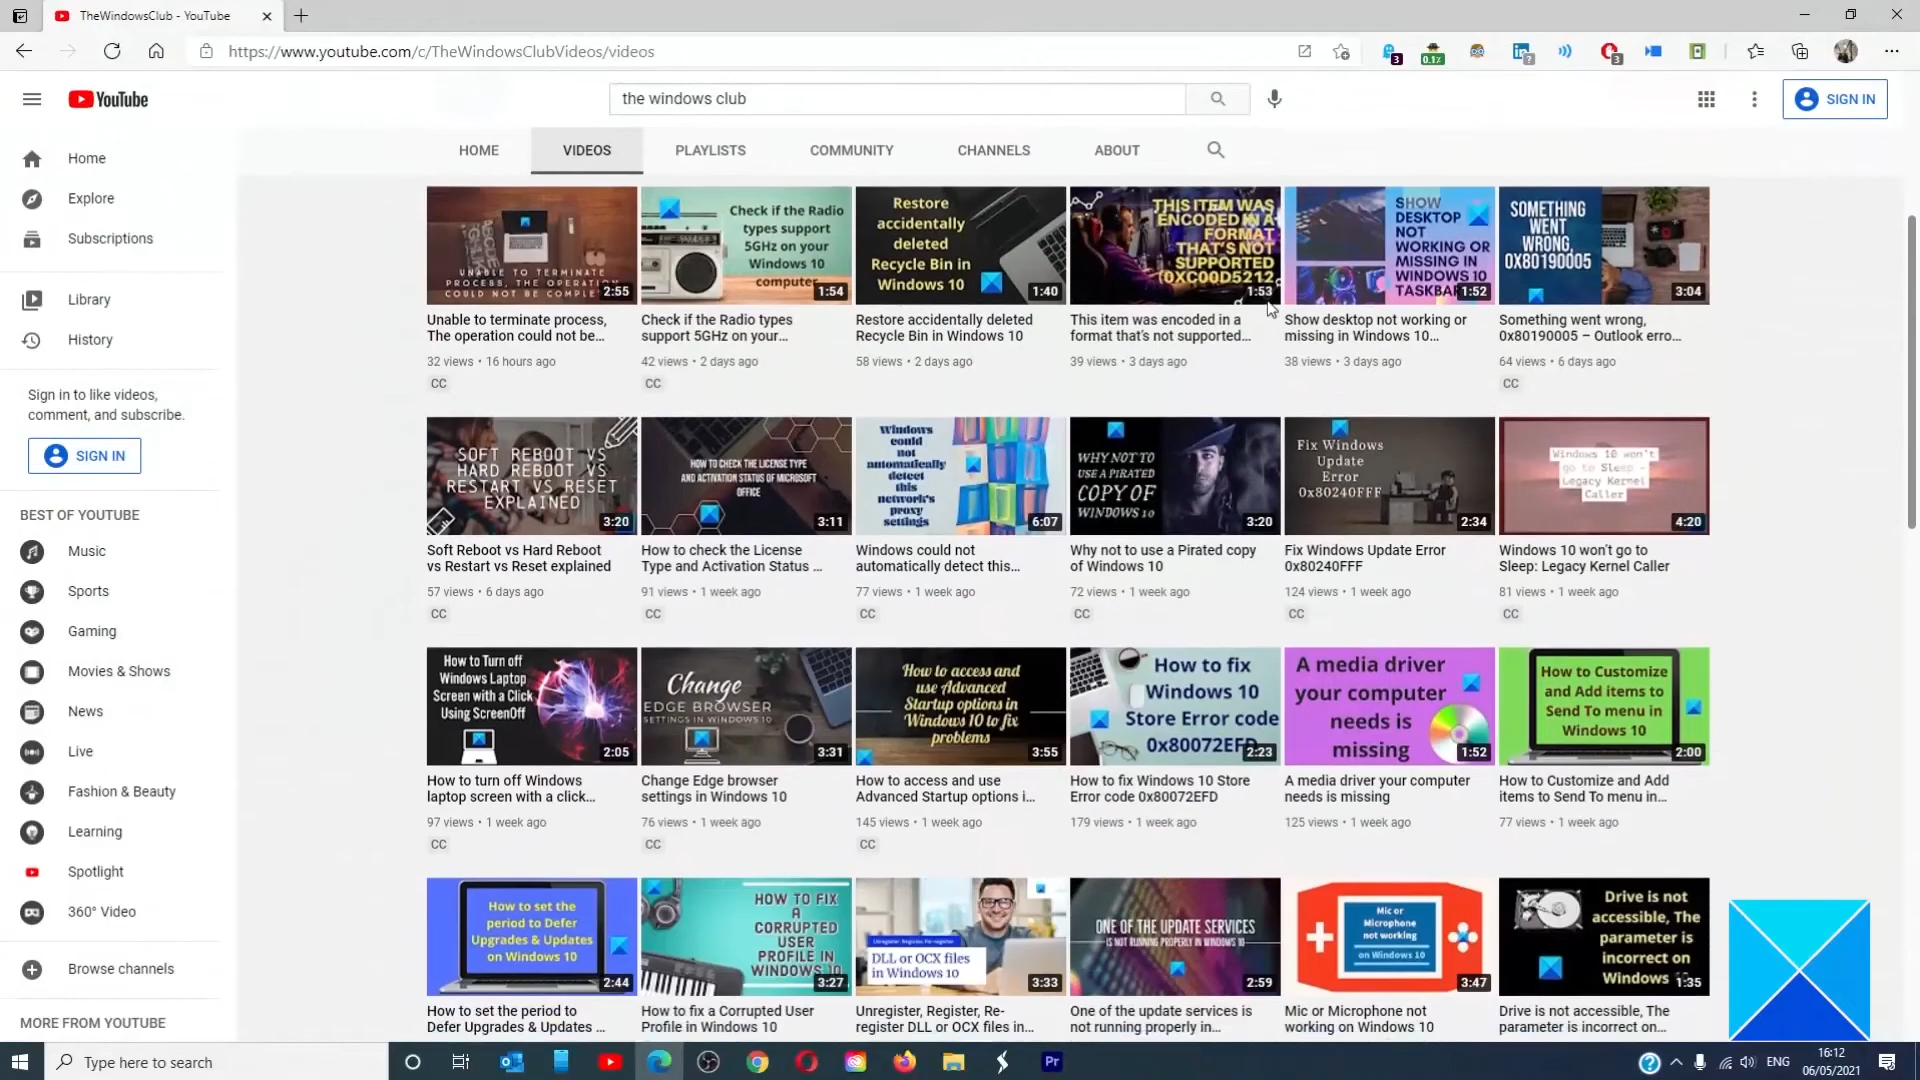 TheWindowsClub - YouTube
https://www.youtube.com/c/TheWindowsClubVideos/videos
3
0.1%
?
3
YouTube
the windows club
SIGN IN
HOME
VIDEOS
PLAYLISTS
COMMUNITY
CHANNELS
ABOUT
Home
Explore
Subscriptions
Library
History
Sign in to like videos,
comment, and subscribe.
SIGN IN
BEST OF YOUTUBE
Music
Sports
Gaming
Movies & Shows
News
Live
Fashion & Beauty
Learning
Spotlight
360° Video
Browse channels
MORE FROM YOUTUBE
UNABLE TO TERMINATE
PROCESS, THE OPERATION
COULD NOT BE
2:55
Unable to terminate process,
The operation could not be...
32 views • 16 hours ago
CC
Check if the Radio
types support
5GHz on your
Windows 10
computer
1:54
Check if the Radio types
support 5GHz on your...
42 views • 2 days ago
CC
Restore
accidentally
deleted
Recycle Bin in
Windows 10
1:40
Restore accidentally deleted
Recycle Bin in Windows 10
58 views • 2 days ago
THIS ITEM WAS
ENCODED IN A
FORMAT
THAT'S NOT
SUPPORTED
(0XC00D5212
1:53
This item was encoded in a
format that's not supported...
39 views • 3 days ago
SHOW
DESKTOP
NOT
WORKING OR
MISSING IN
WINDOWS 10
TASKBAR
1:52
Show desktop not working or
missing in Windows 10...
38 views • 3 days ago
SOMETHING
WENT
WRONG,
0X80190005
3:04
Something went wrong,
0x80190005 – Outlook erro...
64 views • 6 days ago
CC
SOFT REBOOT VS
HARD REBOOT VS
RESTART VS RESET
EXPLAINED
3:20
Soft Reboot vs Hard Reboot
vs Restart vs Reset explained
57 views • 6 days ago
CC
HOW TO CHECK THE LICENSE TYPE
AND ACTIVATION STATUS OF MICROSOFT
OFFICE
3:11
How to check the License
Type and Activation Status ...
91 views • 1 week ago
CC
Windows
could
not
automatically
detect
this
network's
proxy
settings
6:07
Windows could not
automatically detect this...
77 views • 1 week ago
CC
WHY NOT TO
USE A PIRATED
COPY OF
WINDOWS 10
3:20
Why not to use a Pirated copy
of Windows 10
72 views • 1 week ago
CC
Fix Windows
Update
Error
0x80240FFF
2:34
Fix Windows Update Error
0x80240FFF
124 views • 1 week ago
CC
Windows 10 won't
go to Sleep -
Legacy Kernel
Caller
4:20
Windows 10 won't go to
Sleep: Legacy Kernel Caller
81 views • 1 week ago
CC
How to Turn off
Windows Laptop
Screen with a Click
Using ScreenOff
2:05
How to turn off Windows
laptop screen with a click...
97 views • 1 week ago
CC
Change
EDGE BROWSER
SETTINGS IN WINDOWS 10
3:31
Change Edge browser
settings in Windows 10
76 views • 1 week ago
CC
How to access and
use Advanced
Startup options in
Windows 10 to fix
problems
3:55
How to access and use
Advanced Startup options i...
145 views • 1 week ago
CC
How to fix
Windows 10
Store Error code
0x80072EFD
2:23
How to fix Windows 10 Store
Error code 0x80072EFD
179 views • 1 week ago
A media driver
your computer
needs is
missing
1:52
A media driver your computer
needs is missing
125 views • 1 week ago
How to Customize
and Add items to
Send To menu in
Windows 10
2:00
How to Customize and Add
items to Send To menu in...
77 views • 1 week ago
How to set the
period to Defer
Upgrades & Updates
on Windows 10
2:44
How to set the period to
Defer Upgrades & Updates ...
HOW TO FIX
A
CORRUPTED
USER
PROFILE IN
WINDOWS 10
3:27
How to fix a Corrupted User
Profile in Windows 10
Unregister, Register, Re-register
DLL or OCX files
in Windows 10
3:33
Unregister, Register, Re-
register DLL or OCX files in...
ONE OF THE UPDATE SERVICES
IS NOT RUNNING PROPERLY IN WINDOWS 10
2:59
One of the update services is
not running properly in...
Mic or
Microphone
not working
on Windows 10
3:47
Mic or Microphone not
working on Windows 10
Drive is not
accessible, The
parameter is
incorrect on
Windows
1:35
Drive is not accessible, The
parameter is incorrect on...
Type here to search
Pr
ENG
16:12
06/05/2021